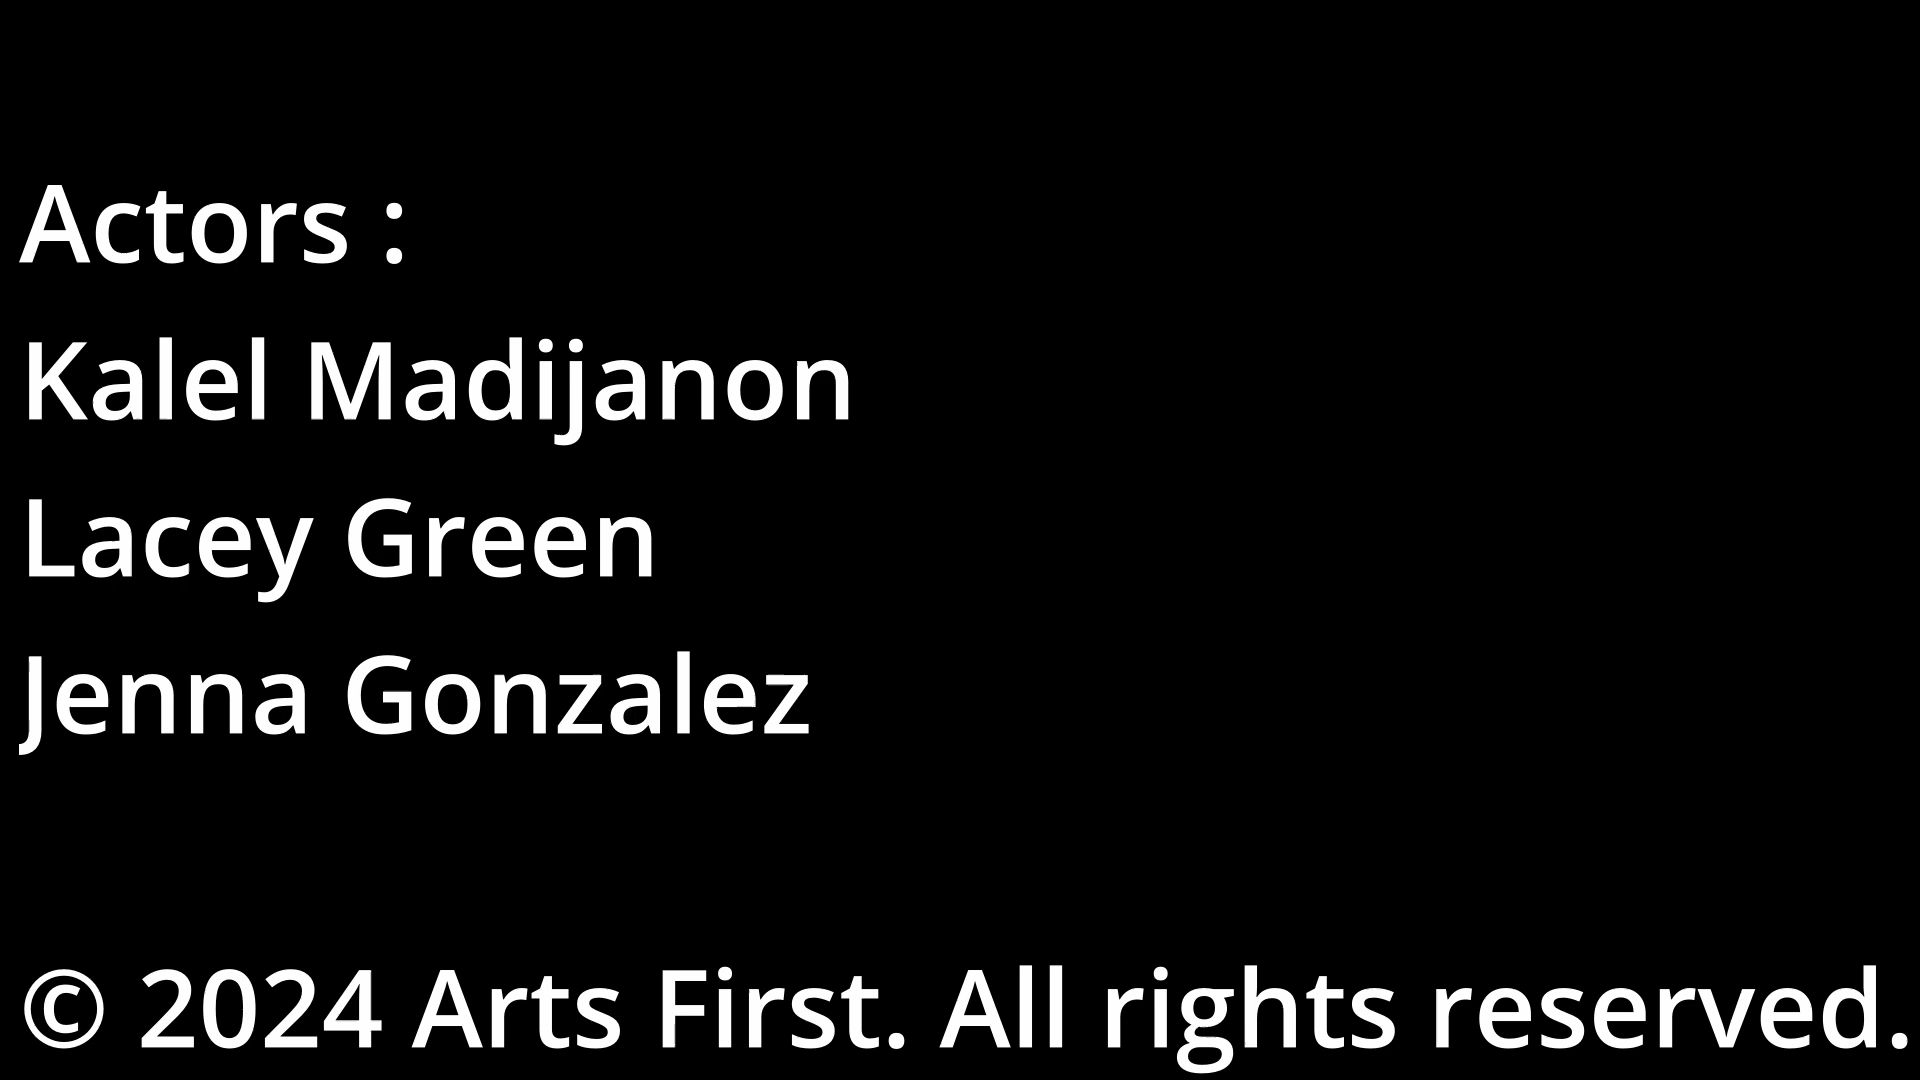 Actors :
Kalel Madijanon
Lacey Green
Jenna Gonzalez
© 2024 Arts First. All rights reserved.